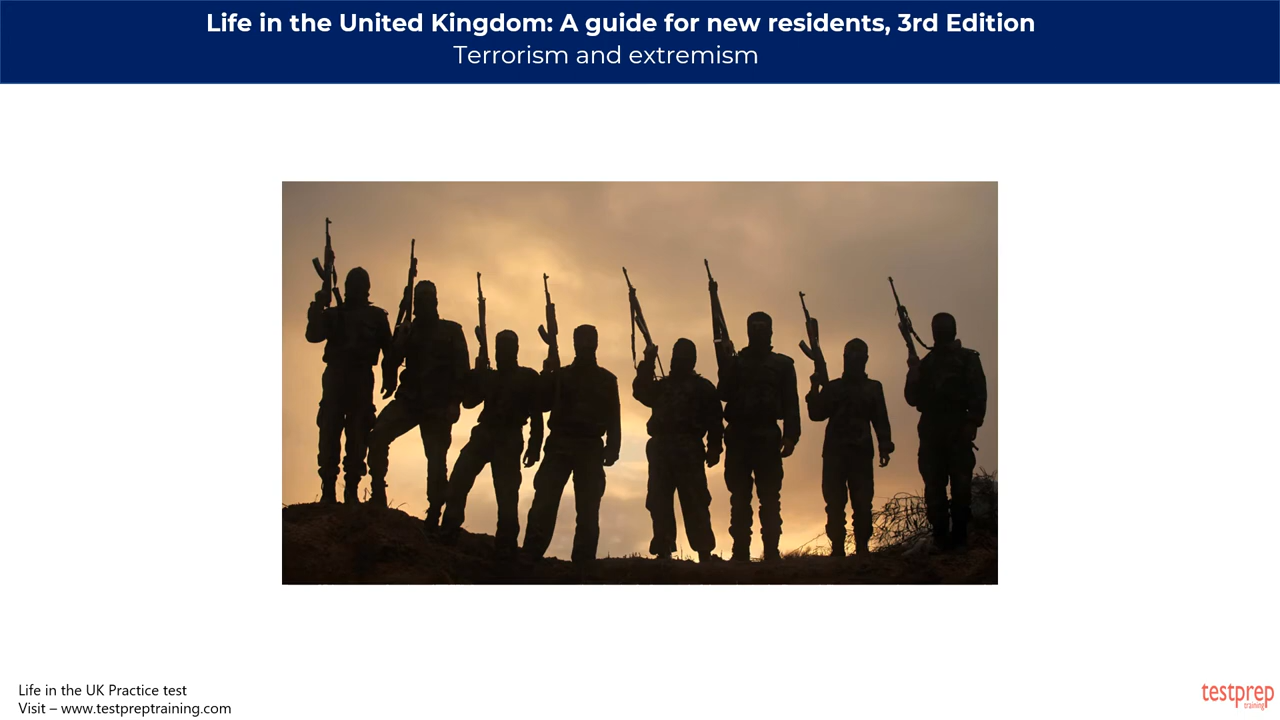 Life in the United Kingdom: A guide for new residents, 3rd Edition
Terrorism and extremism
Life in the UK Practice test
Visit – www.testpreptraining.com
testprep
training